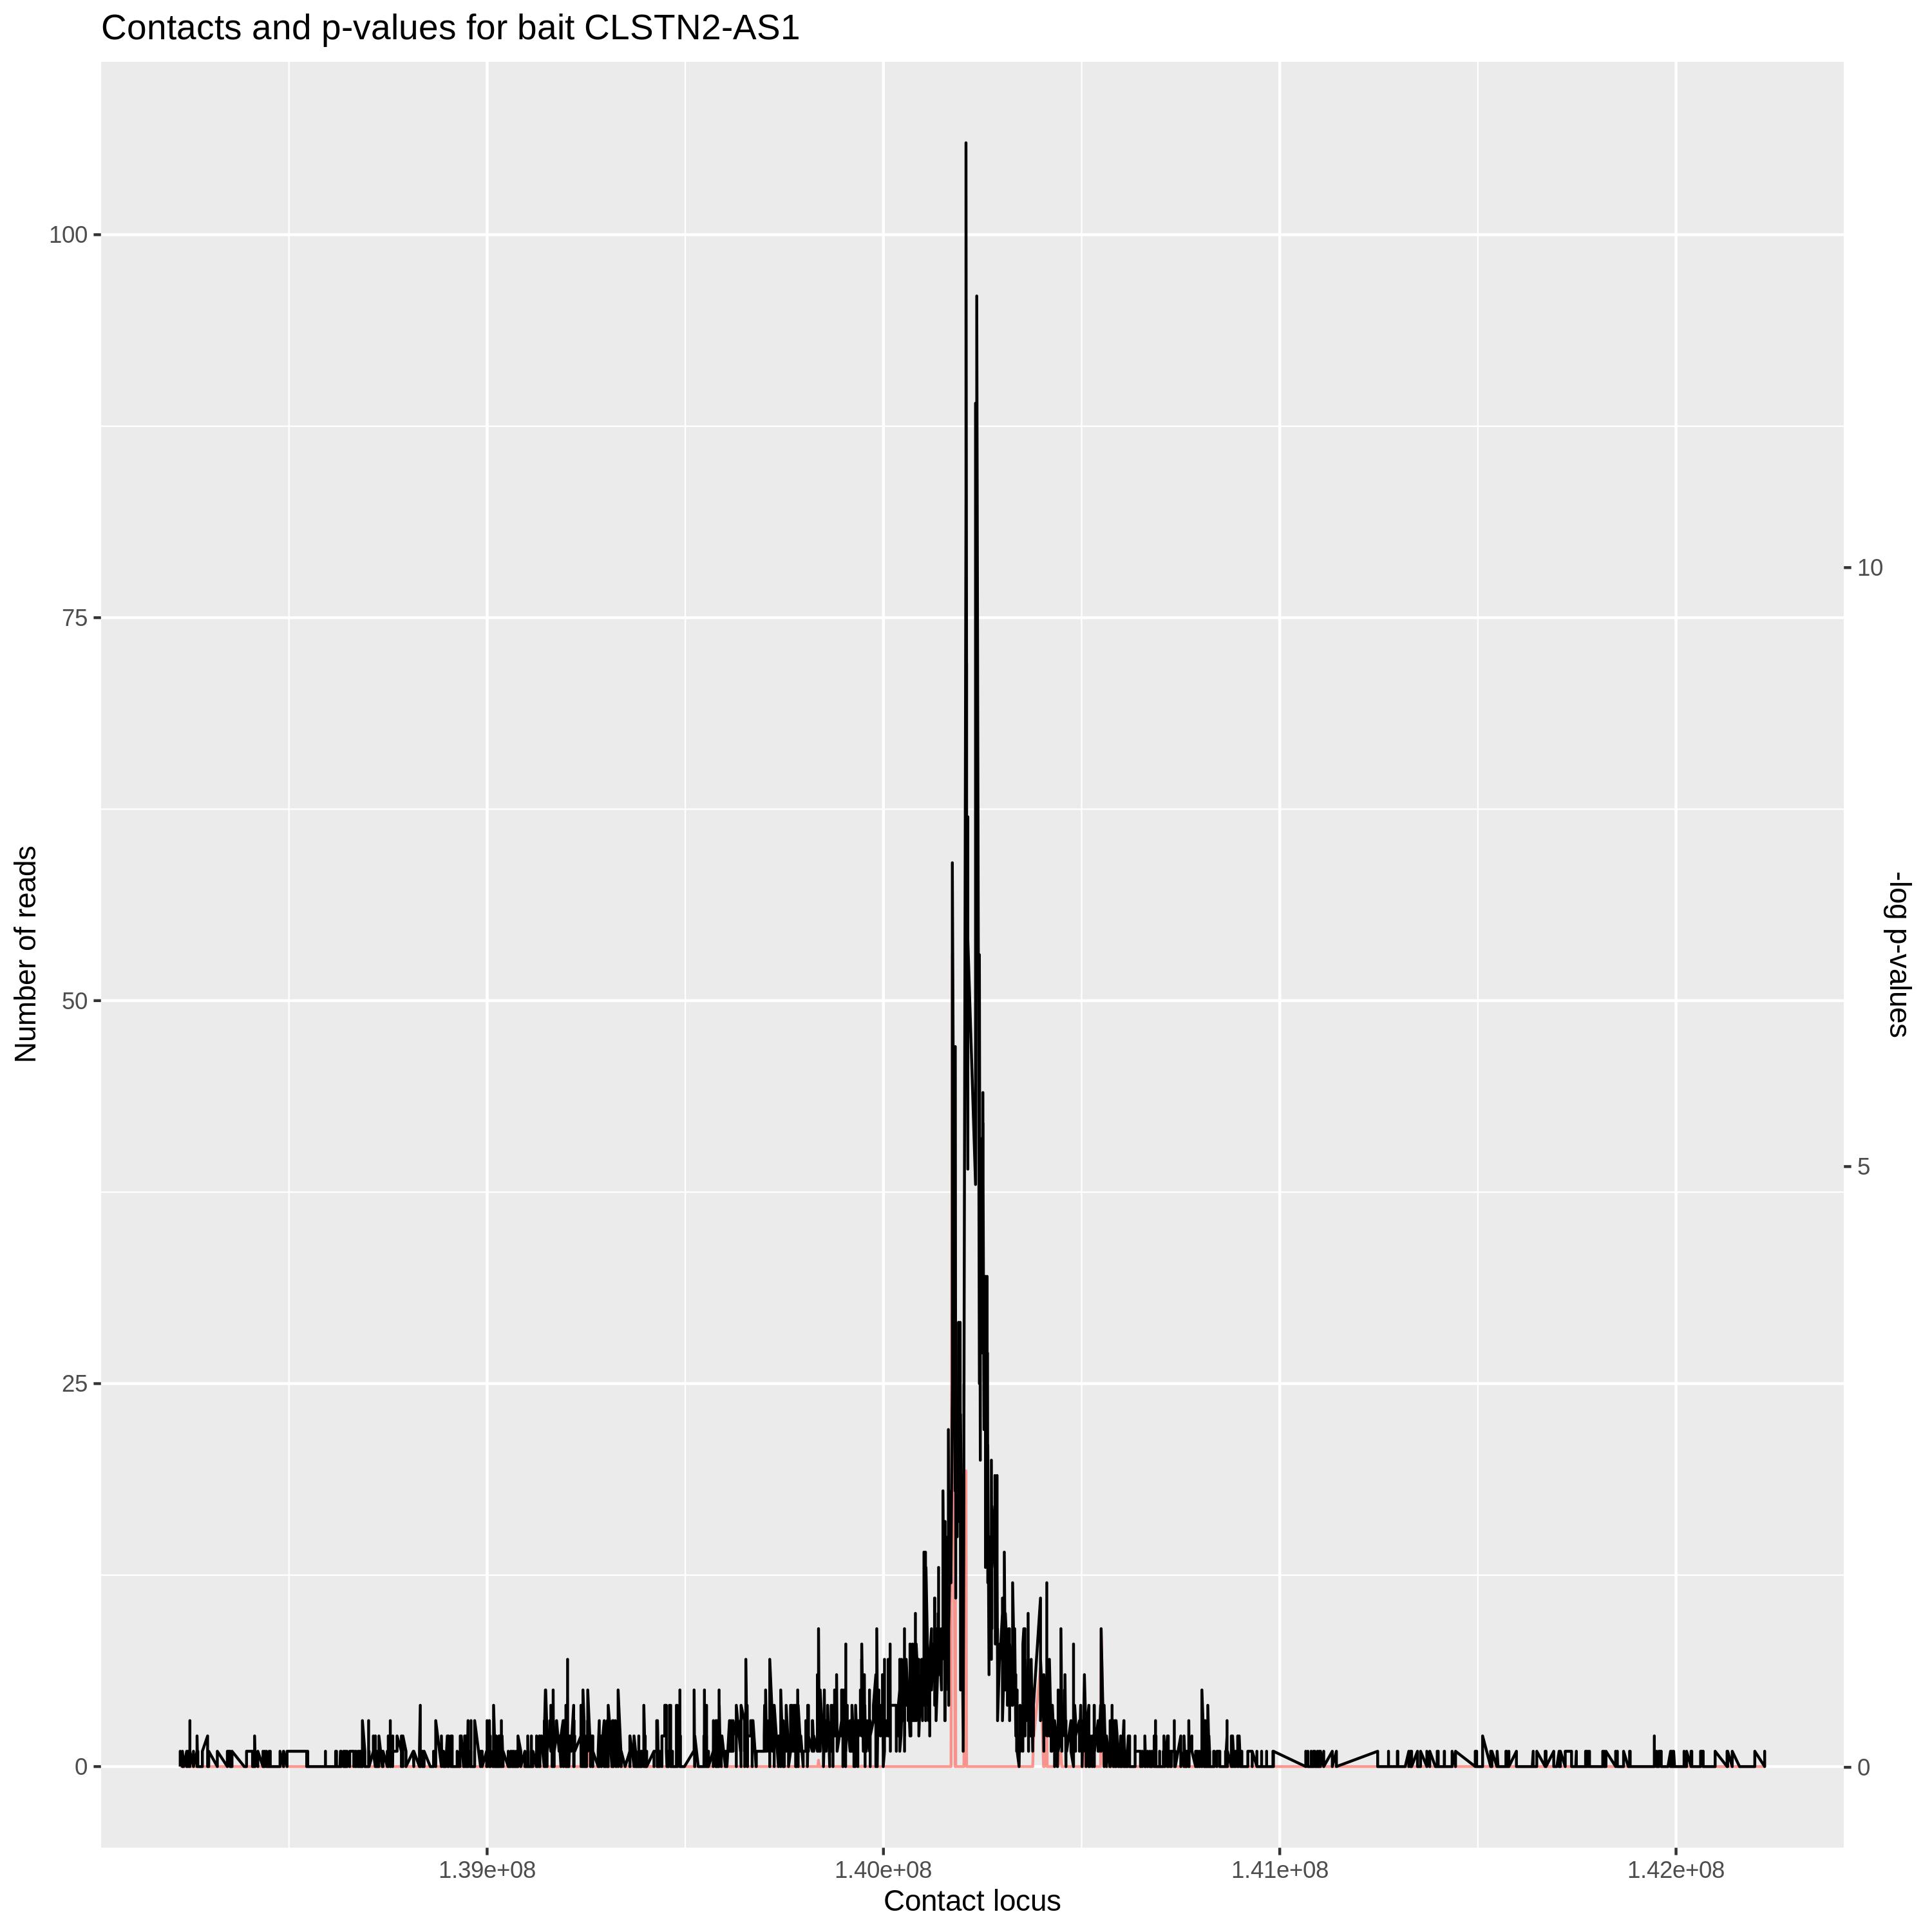 Contacts and p-values for bait CLSTN2-AS1
100
75
50
25
0
Number of reads
10
5
0
-log p-values
1.39e+08
1.40e+08
1.41e+08
1.42e+08
Contact locus